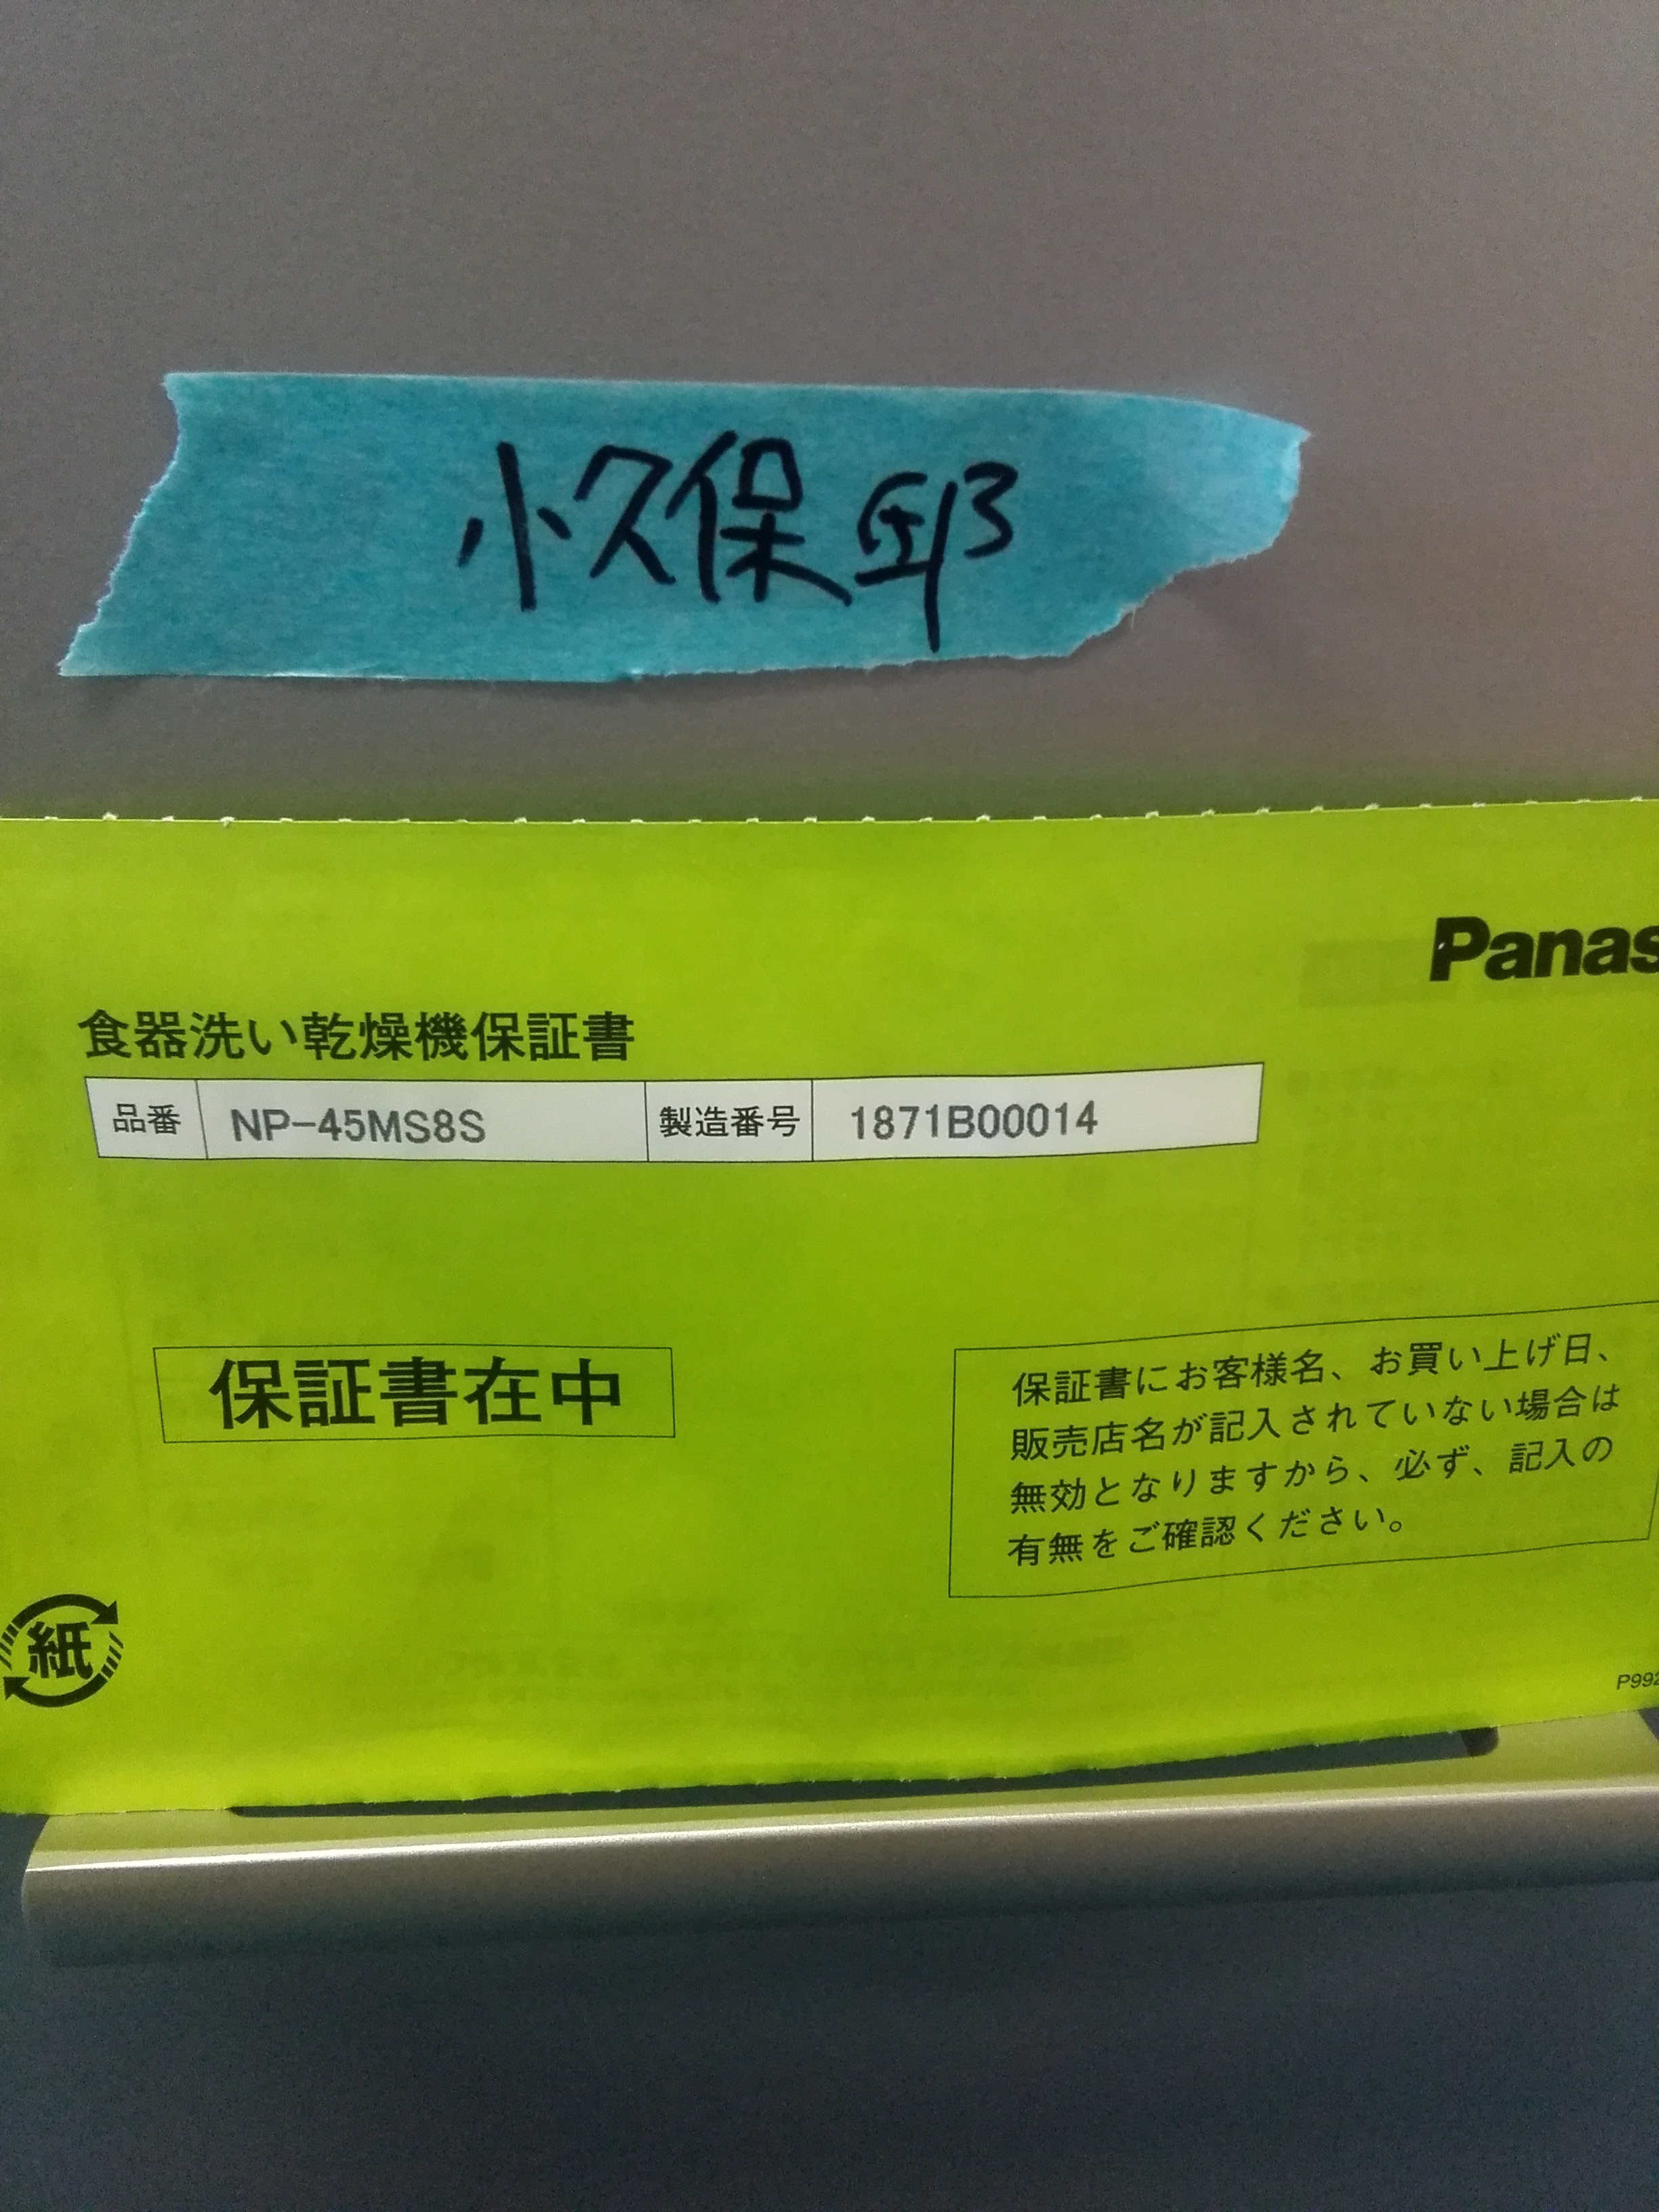 小久保邸
Panas
食器洗い乾燥機保証書
品番 NP-45MS8S 製造番号 1871B00014
保証書在中
保証書にお客様名、お買い上げ日、
販売店名が記入されていない場合は
無効となりますから、必ず、記入の
有無をご確認ください。
紙
P992